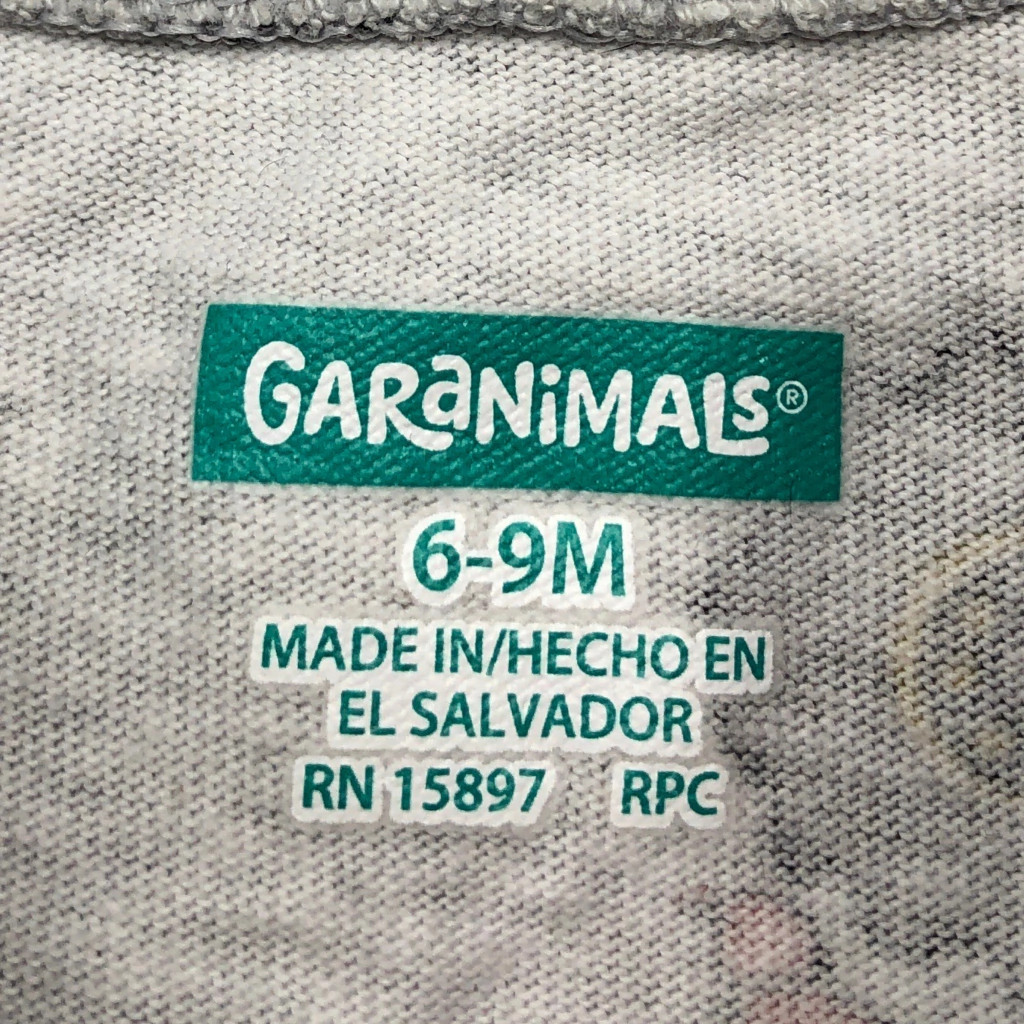 GARANIMALS®
6-9M
MADE IN/HECHO EN
EL SALVADOR
RN 15897 RPC